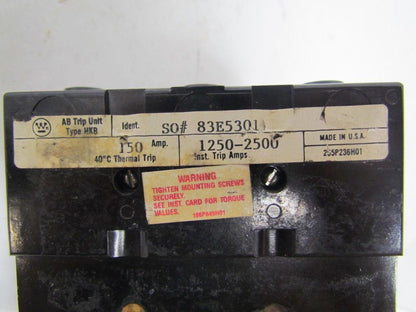 AB Trip Unit
Type HKB
Ident. SO# 83E5301
150 Amp.
40°C Thermal Trip
1250-2500
Inst. Trip Amps.
MADE IN U.S.A.
255P236H01
WARNING
TIGHTEN MOUNTING SCREWS
SECURELY.
SEE INST. CARD FOR TORQUE
VALUES.